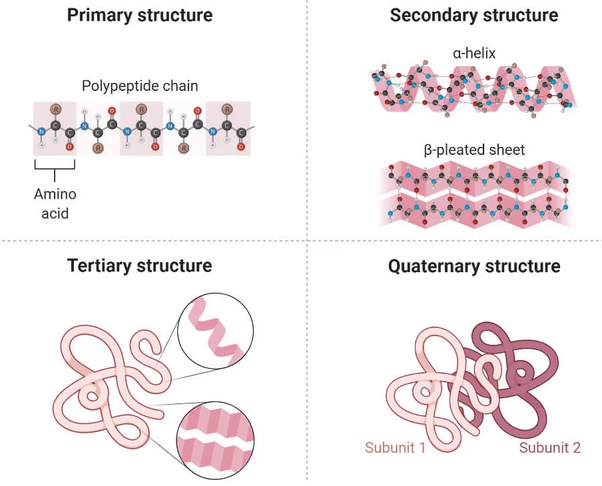 Primary structure
Secondary structure
Polypeptide chain
R
H
H
O
R
H
H
O
R
N
C
C
N
C
C
N
C
C
N
C
C
N
C
C
H
H
O
R
H
H
O
R
H
H
O
Amino
acid
α-helix
β-pleated sheet
Tertiary structure
Quaternary structure
Subunit 1
Subunit 2